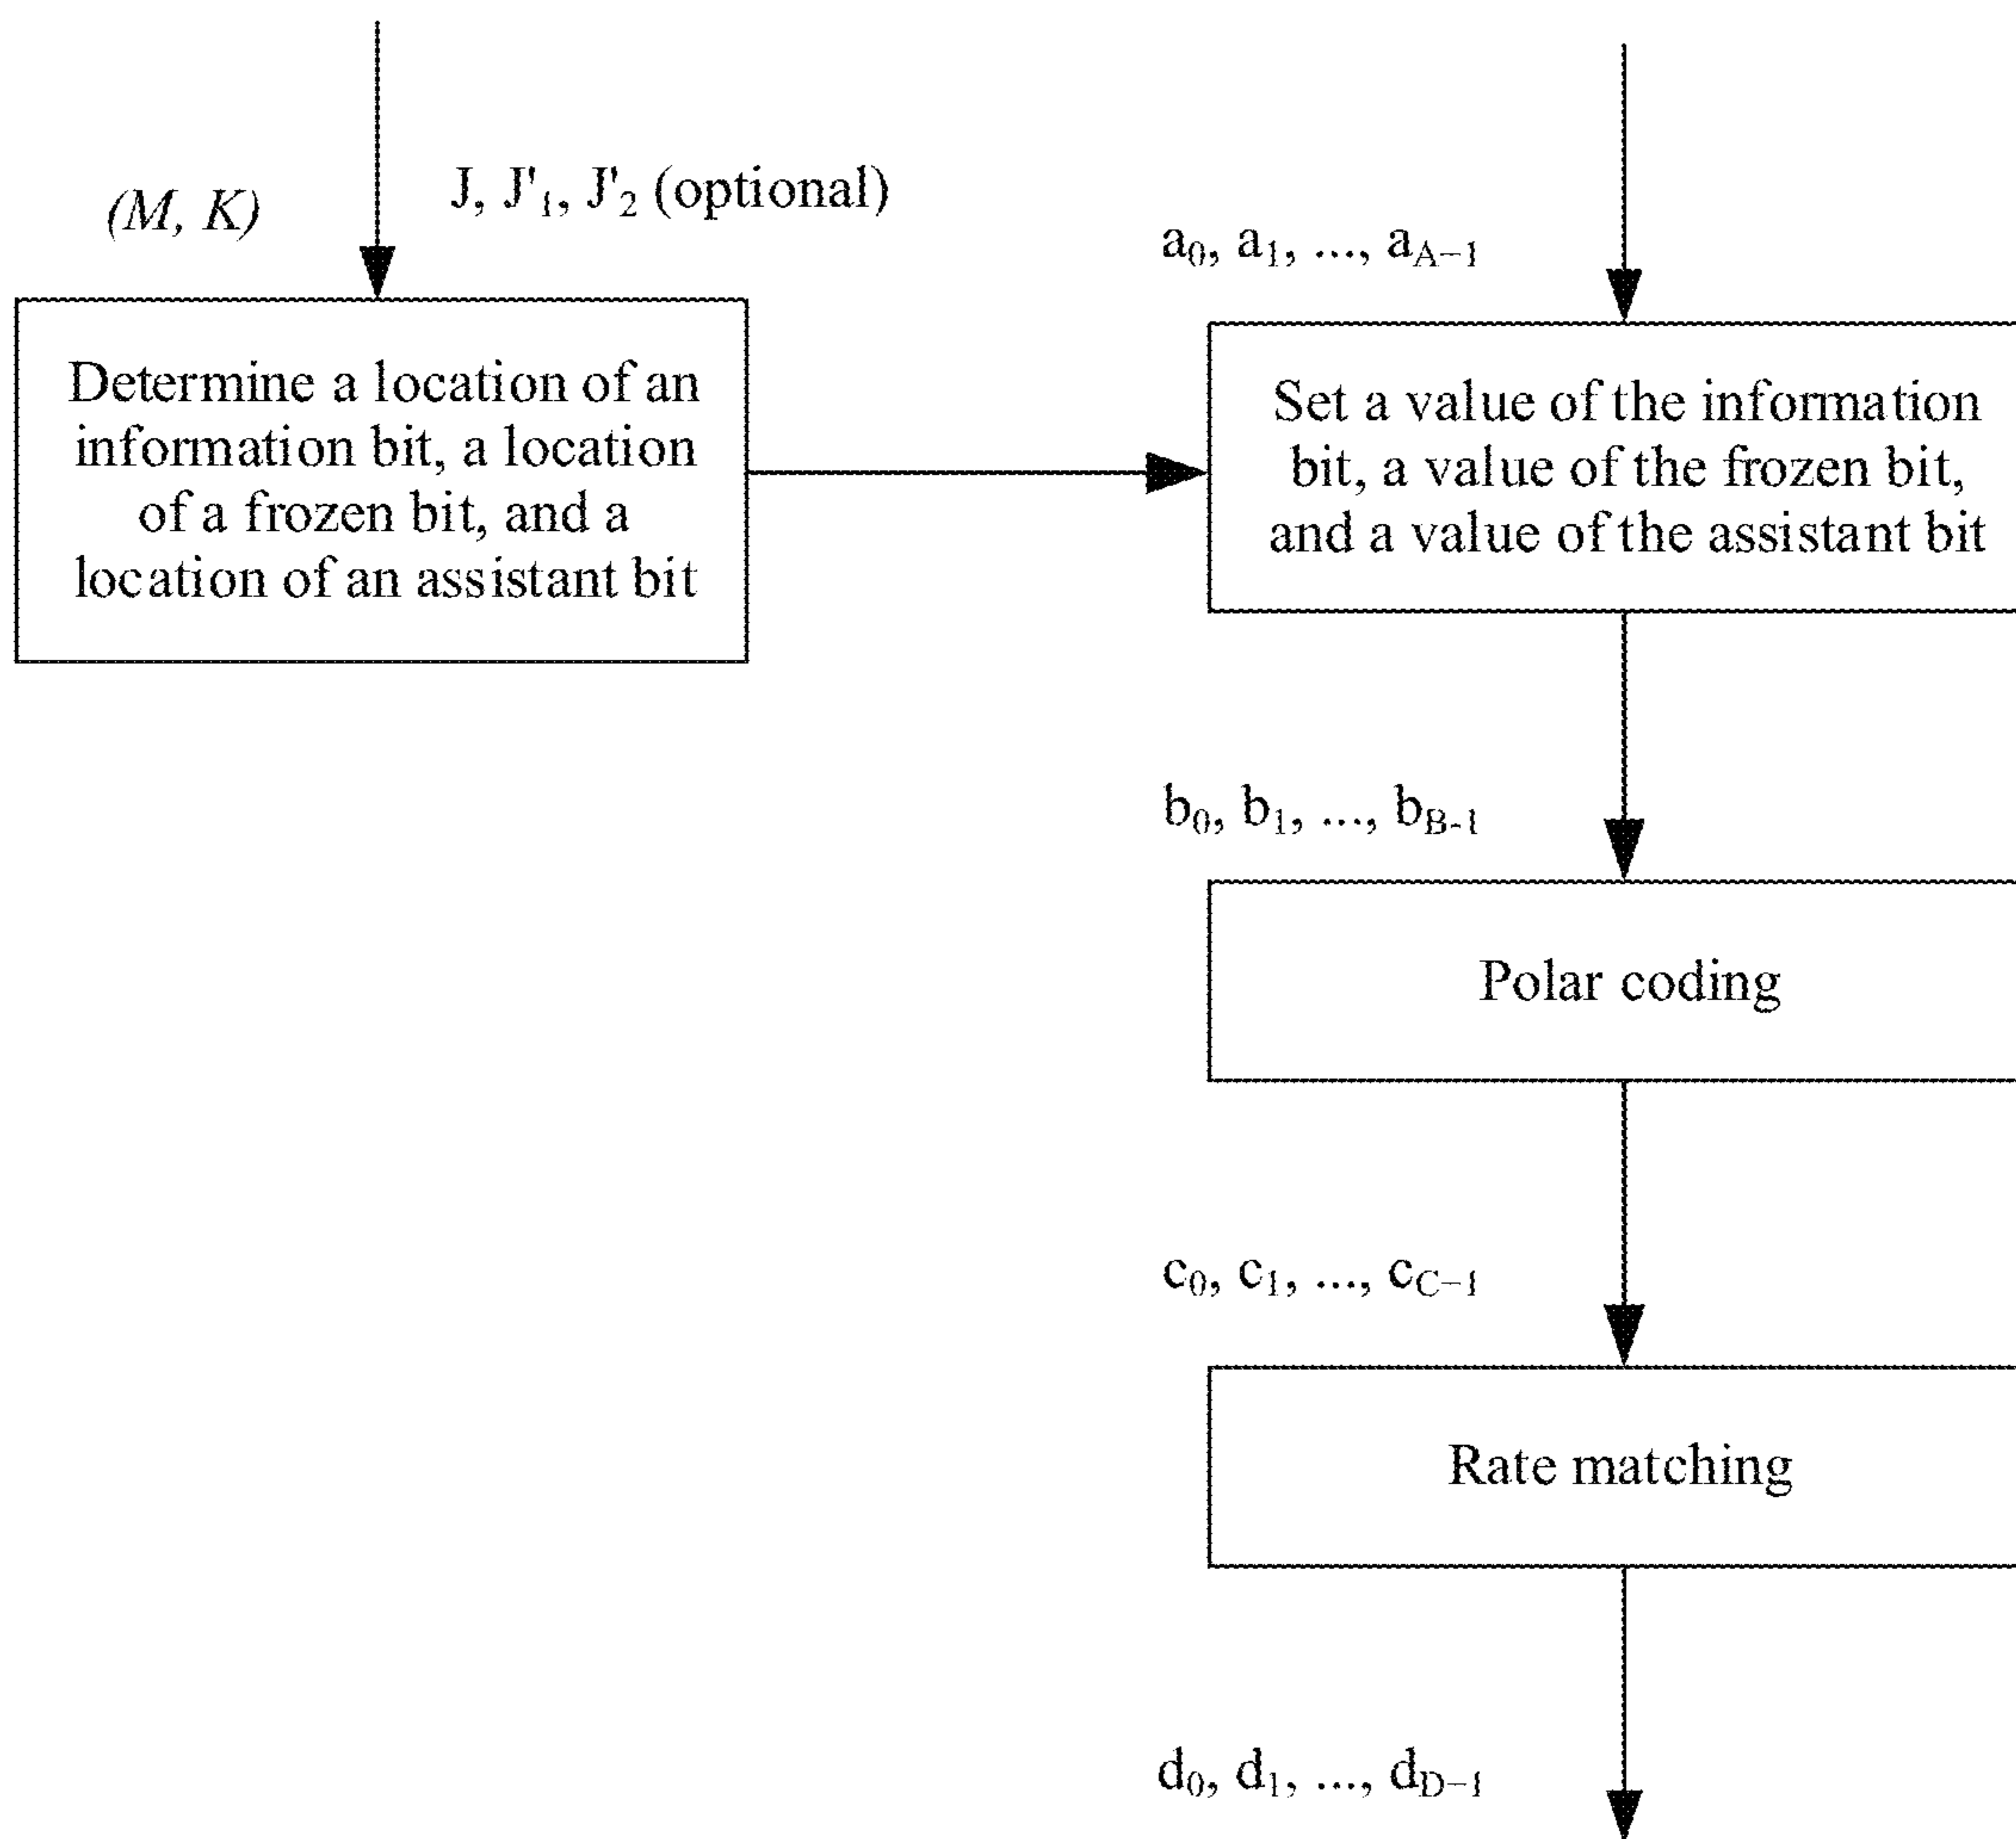 (M, K)
J, J'1, J'2 (optional)
a0, a1, ..., aA−1
Determine a location of an
information bit, a location
of a frozen bit, and a
location of an assistant bit
Set a value of the information
bit, a value of the frozen bit,
and a value of the assistant bit
b0, b1, ..., bB-1
Polar coding
c0, c1, ..., cC−1
Rate matching
d0, d1, ..., dD−1